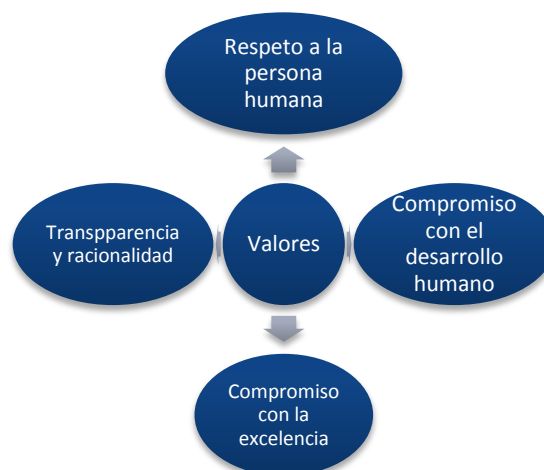 Respeto a la
persona
humana
Transpparencia
y racionalidad
Valores
Compromiso
con el
desarrollo
humano
Compromiso
con la
excelencia